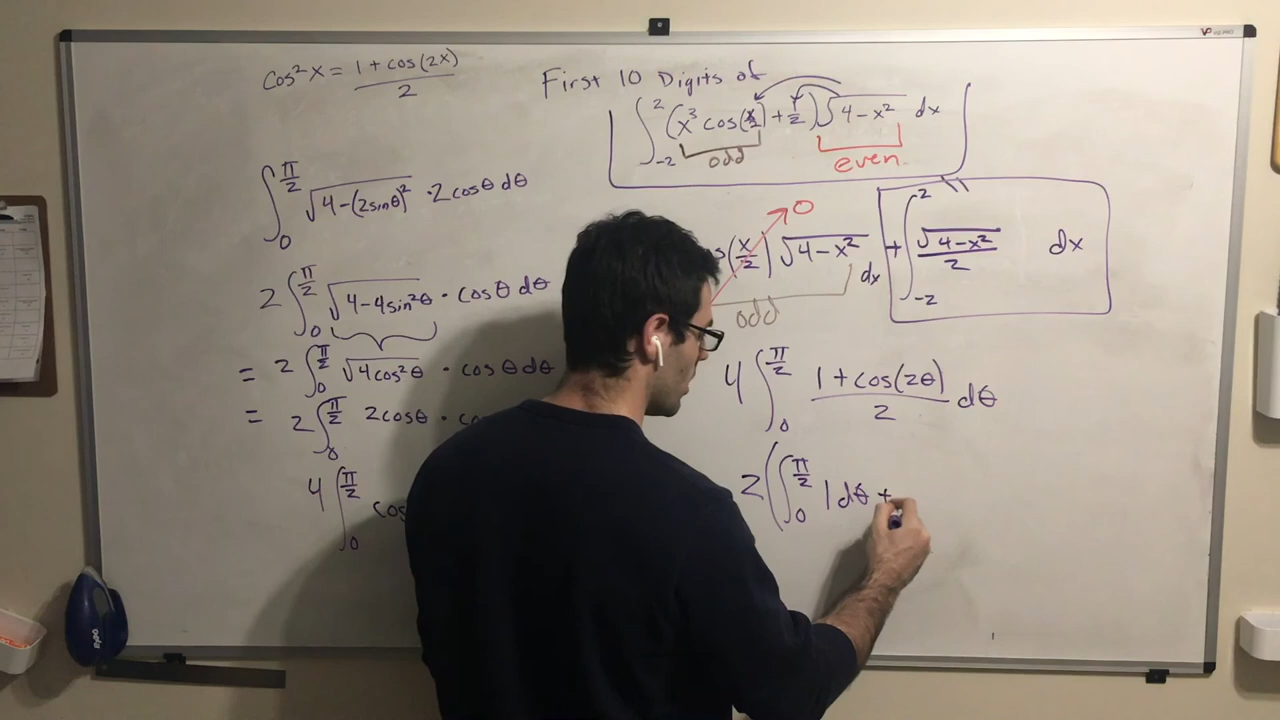 cos²x = (1 + cos(2x))/2
First 10 Digits of
∫_{-2}^{2} (x³ cos(x/2) + 1/2) √(4-x²) dx
odd
even
∫_0^{π/2} √(4-(2sinθ)²) · 2cosθ dθ
2 ∫_0^{π/2} √(4-4sin²θ) · cosθ dθ
= 2 ∫_0^{π/2} √(4cos²θ) · cosθ dθ
= 2 ∫_0^{π/2} 2cosθ ·
4 ∫_0^{π/2} cos
(x/2) √(4-x²) dx + ∫_{-2}^{2} √(4-x²)/2 dx
0
odd
4 ∫_0^{π/2} (1 + cos(2θ))/2 dθ
2 ( ∫_0^{π/2} 1 dθ +
expo